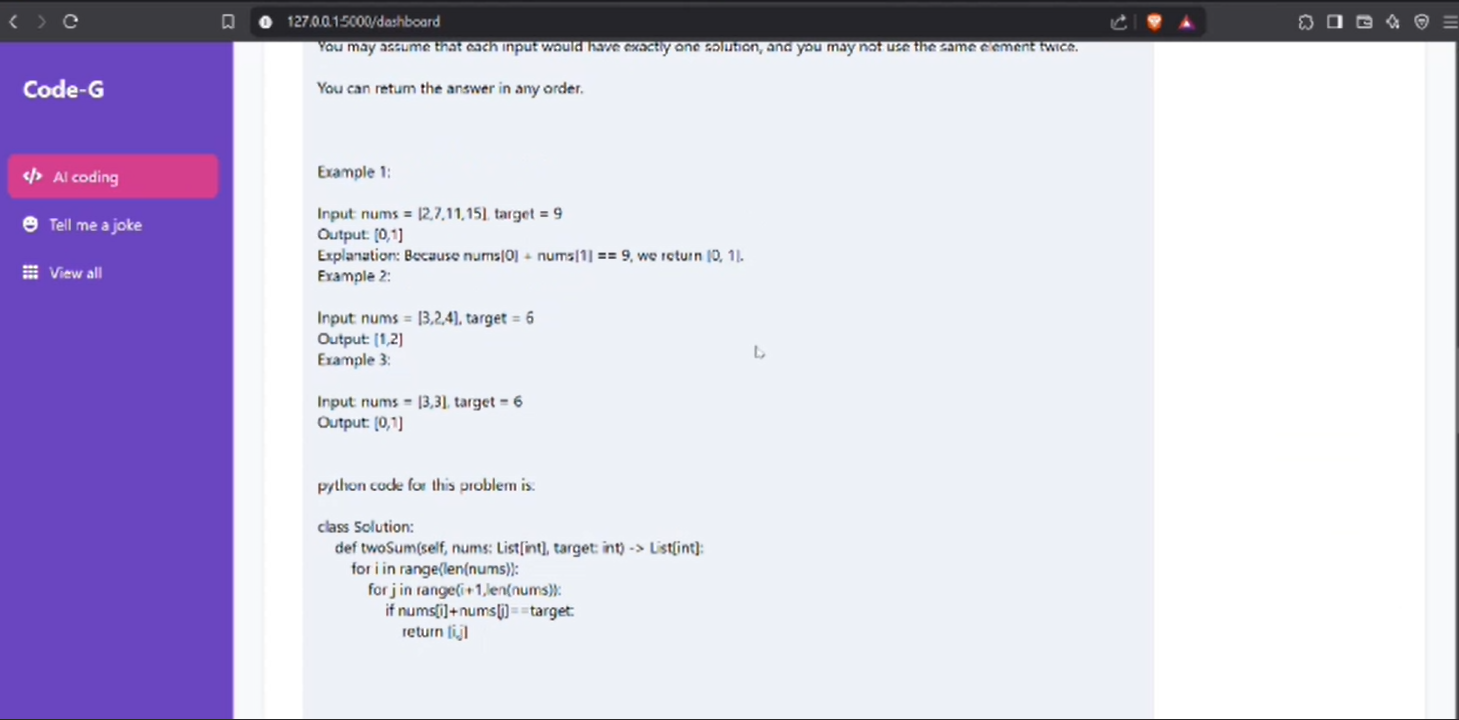 127.0.0.1:5000/dashboard
Code-G
AI coding
Tell me a joke
View all
You may assume that each input would have exactly one solution, and you may not use the same element twice.
You can return the answer in any order.
Example 1:
Input: nums = [2,7,11,15], target = 9
Output: [0,1]
Explanation: Because nums[0] + nums[1] == 9, we return [0, 1].
Example 2:
Input: nums = [3,2,4], target = 6
Output: [1,2]
Example 3:
Input: nums = [3,3], target = 6
Output: [0,1]
python code for this problem is:
class Solution:
def twoSum(self, nums: List[int], target: int) -> List[int]:
for i in range(len(nums)):
for j in range(i+1,len(nums)):
if nums[i]+nums[j]==target:
return [i,j]